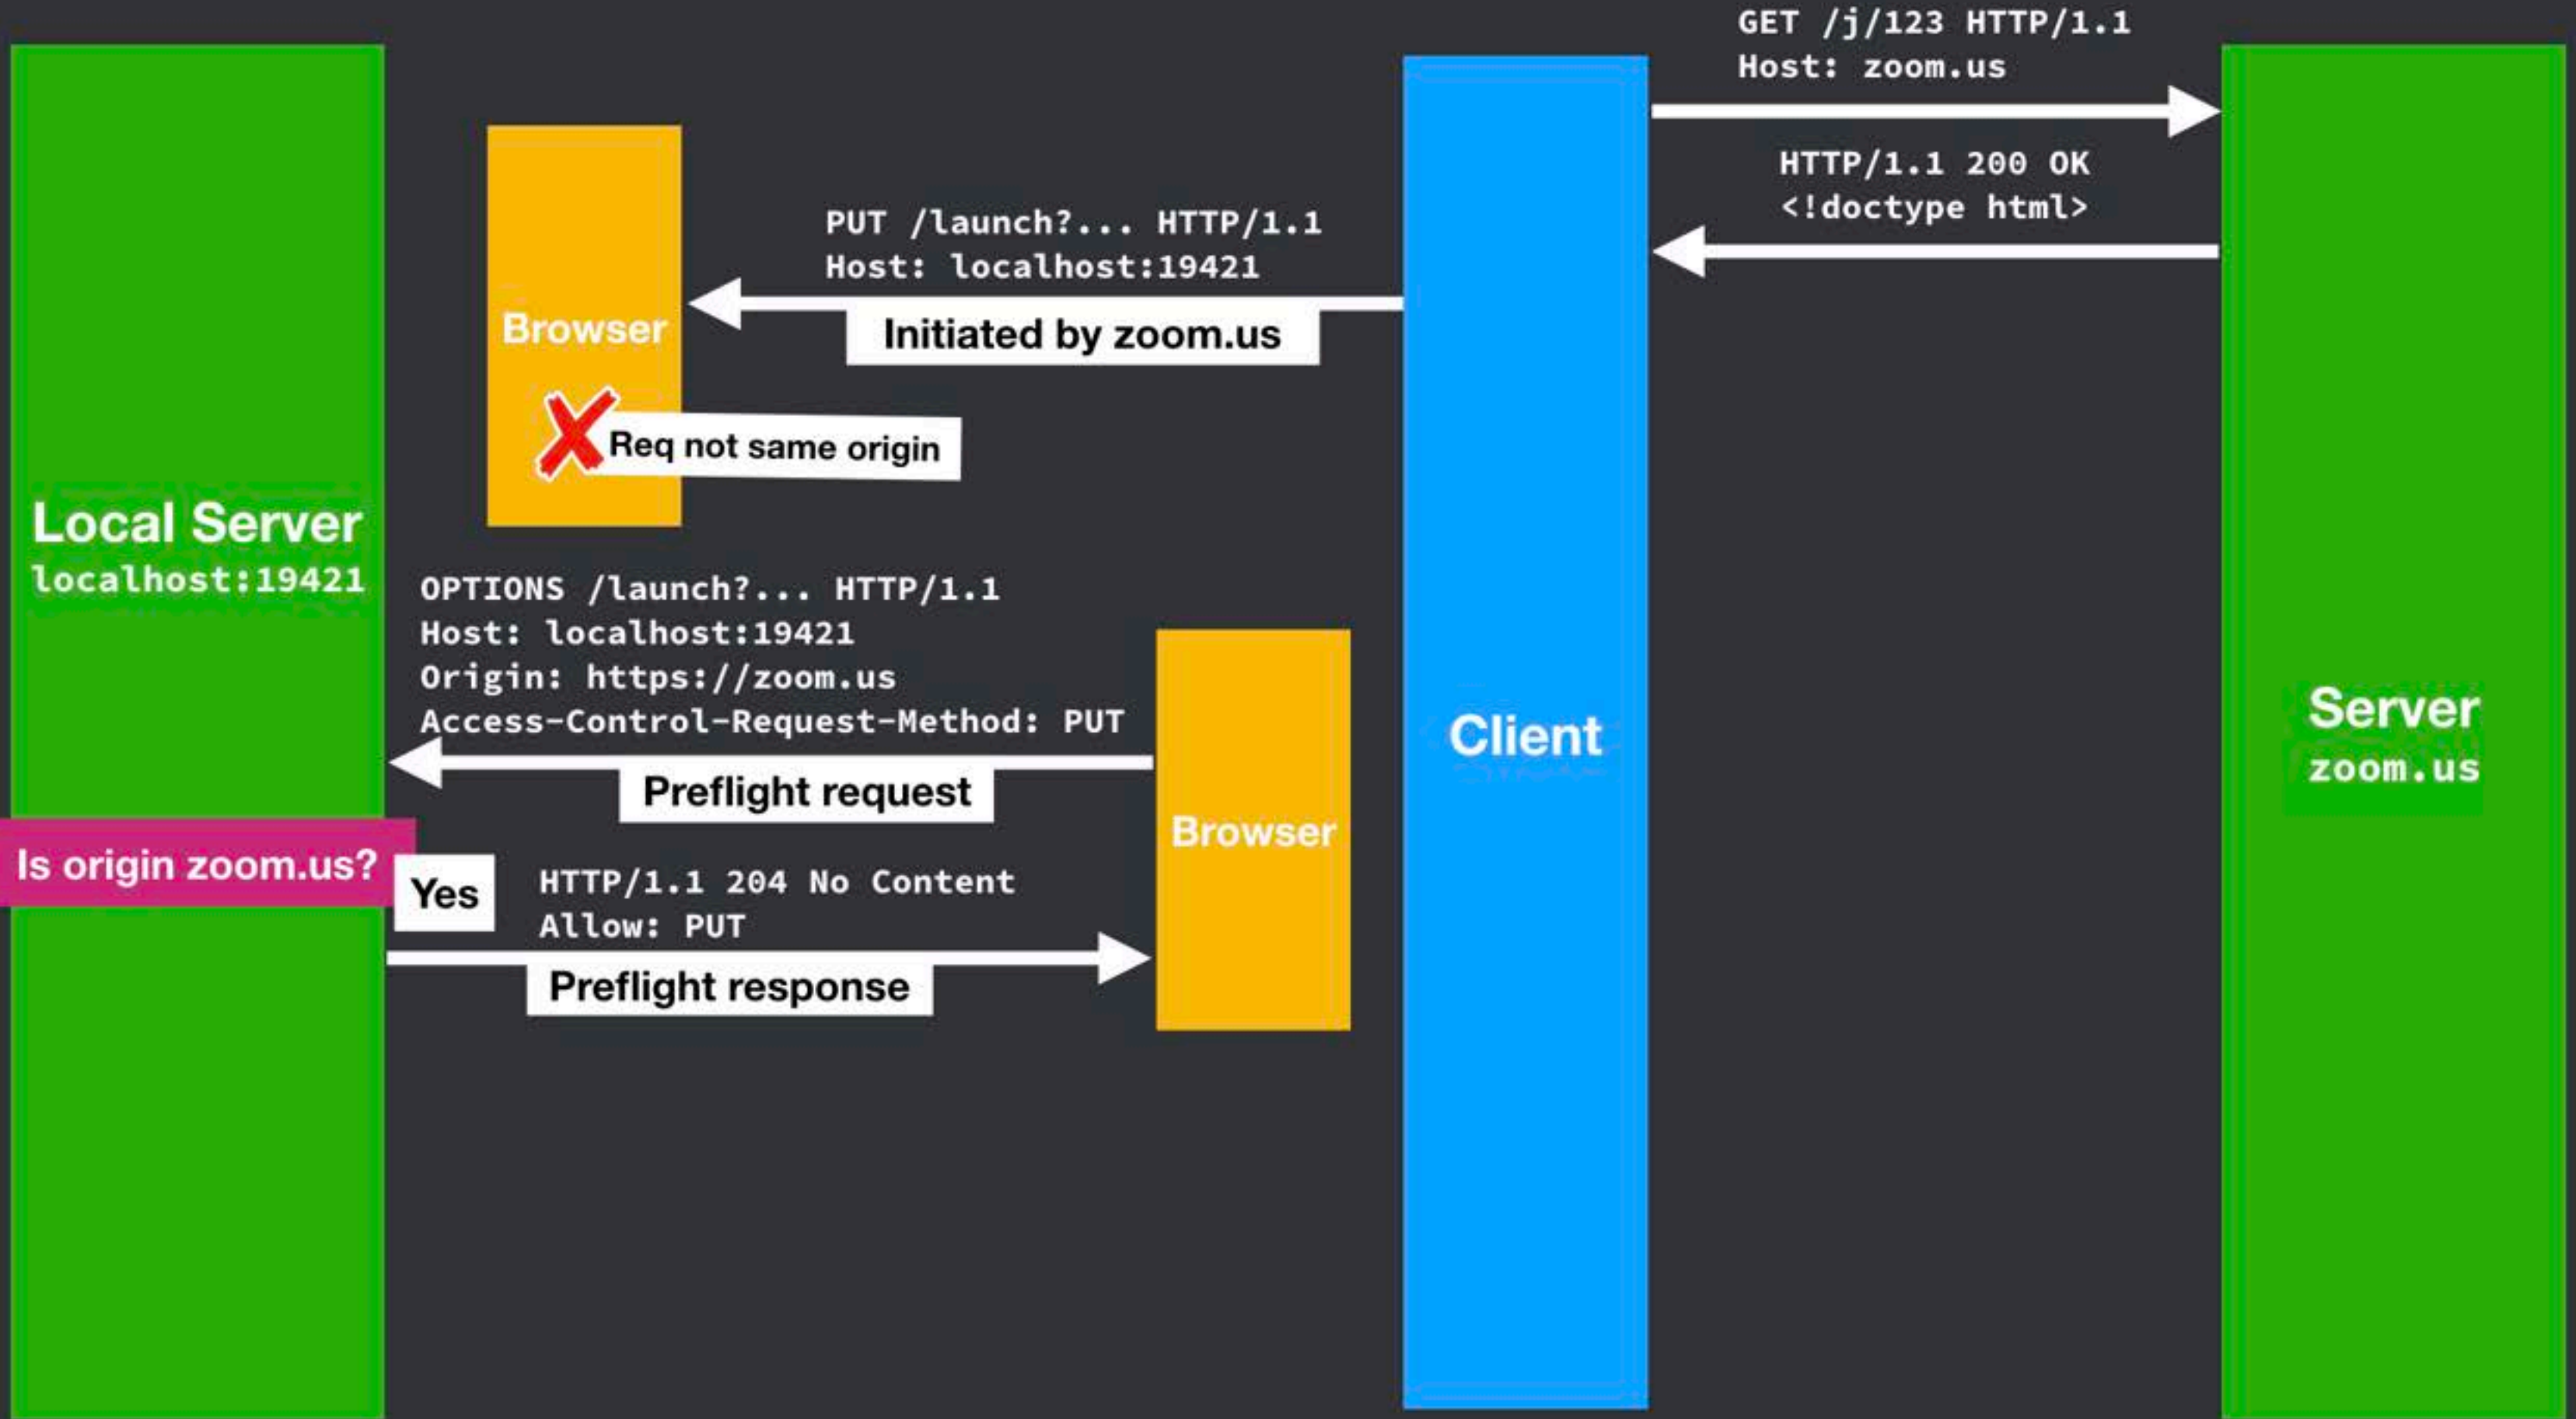 GET /j/123 HTTP/1.1
Host: zoom.us
HTTP/1.1 200 OK
<!doctype html>
PUT /launch?... HTTP/1.1
Host: localhost:19421
Initiated by zoom.us
Browser
Req not same origin
Local Server
localhost:19421
OPTIONS /launch?... HTTP/1.1
Host: localhost:19421
Origin: https://zoom.us
Access-Control-Request-Method: PUT
Preflight request
Browser
Client
Server
zoom.us
Is origin zoom.us?
Yes
HTTP/1.1 204 No Content
Allow: PUT
Preflight response